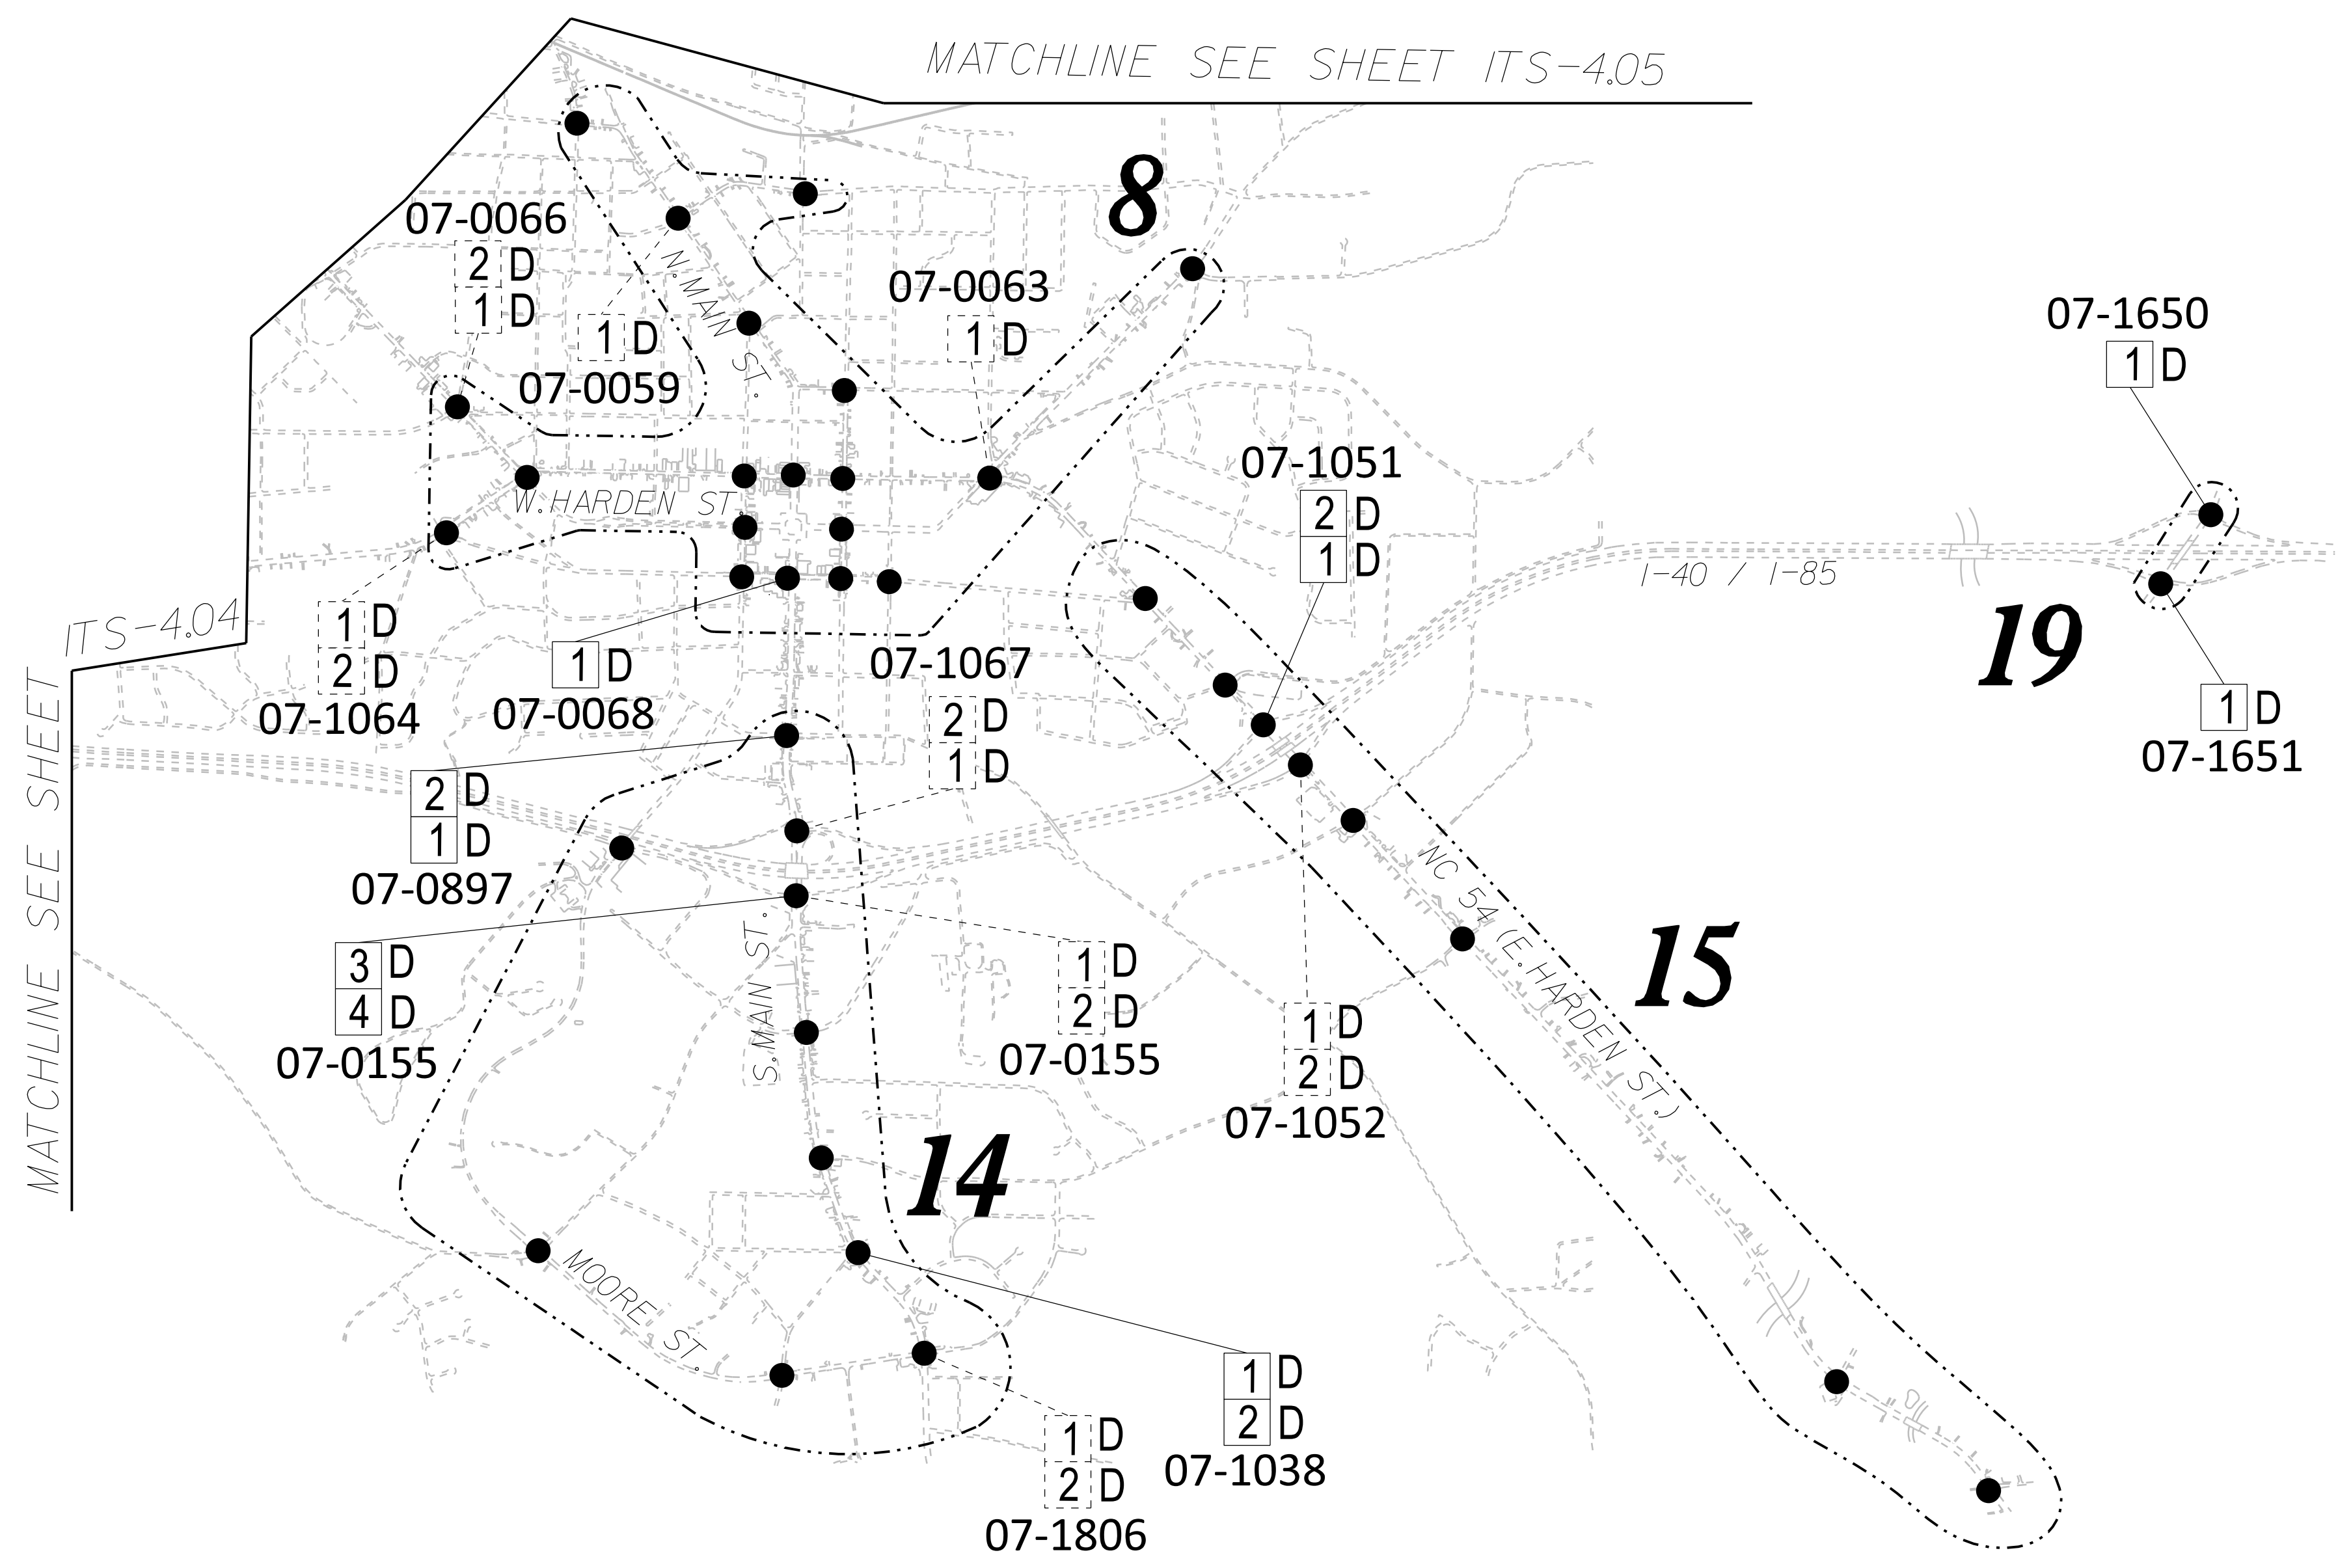 MATCHLINE SEE SHEET ITS-4.05
8
07-0066
2 D
1 D
N. MAIN ST.
1 D
07-0059
07-0063
1 D
07-1650
1 D
07-1051
2 D
1 D
W. HARDEN ST.
I-40 / I-85
19
1 D
07-1651
MATCHLINE SEE SHEET ITS-4.04
1 D
2 D
07-1064
1 D
07-0068
07-1067
2 D
1 D
2 D
1 D
07-0897
NC 54 (E. HARDEN ST.)
15
3 D
4 D
07-0155
S. MAIN ST.
1 D
2 D
07-0155
1 D
2 D
07-1052
14
MOORE ST.
1 D
2 D
07-1038
1 D
2 D
07-1806